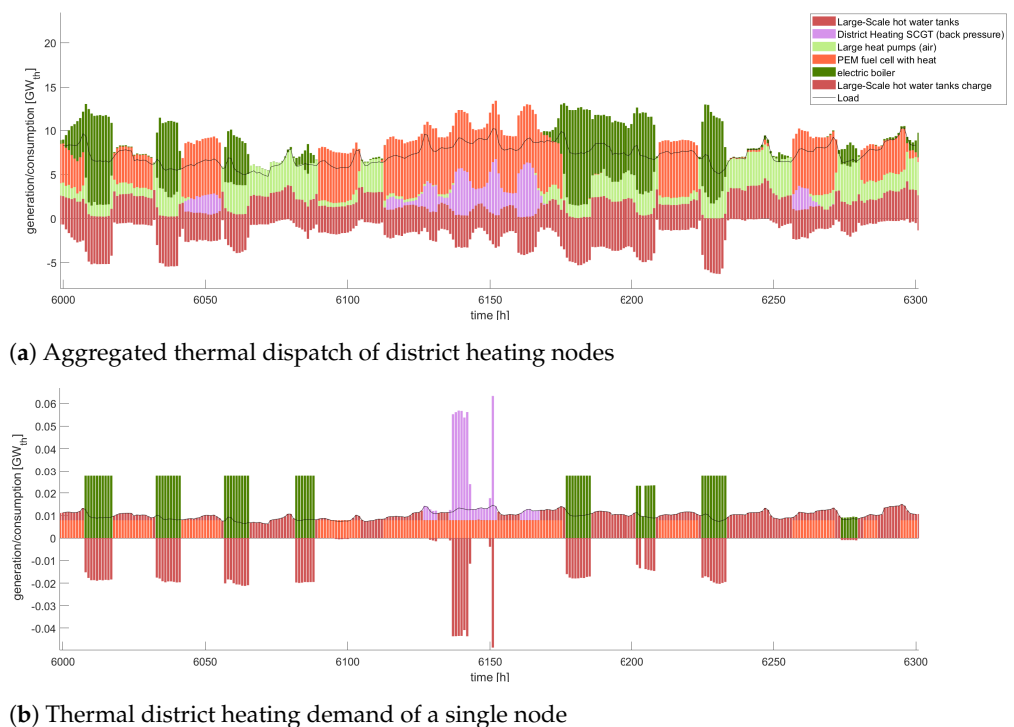 Large-Scale hot water tanks
District Heating SCGT (back pressure)
Large heat pumps (air)
PEM fuel cell with heat
electric boiler
Large-Scale hot water tanks charge
Load
generation/consumption [GWth]
20
15
10
5
0
-5
6000
6050
6100
6150
6200
6250
6300
time [h]
(a) Aggregated thermal dispatch of district heating nodes
generation/consumption [GWth]
0.06
0.05
0.04
0.03
0.02
0.01
0
-0.01
-0.02
-0.03
-0.04
6000
6050
6100
6150
6200
6250
6300
time [h]
(b) Thermal district heating demand of a single node